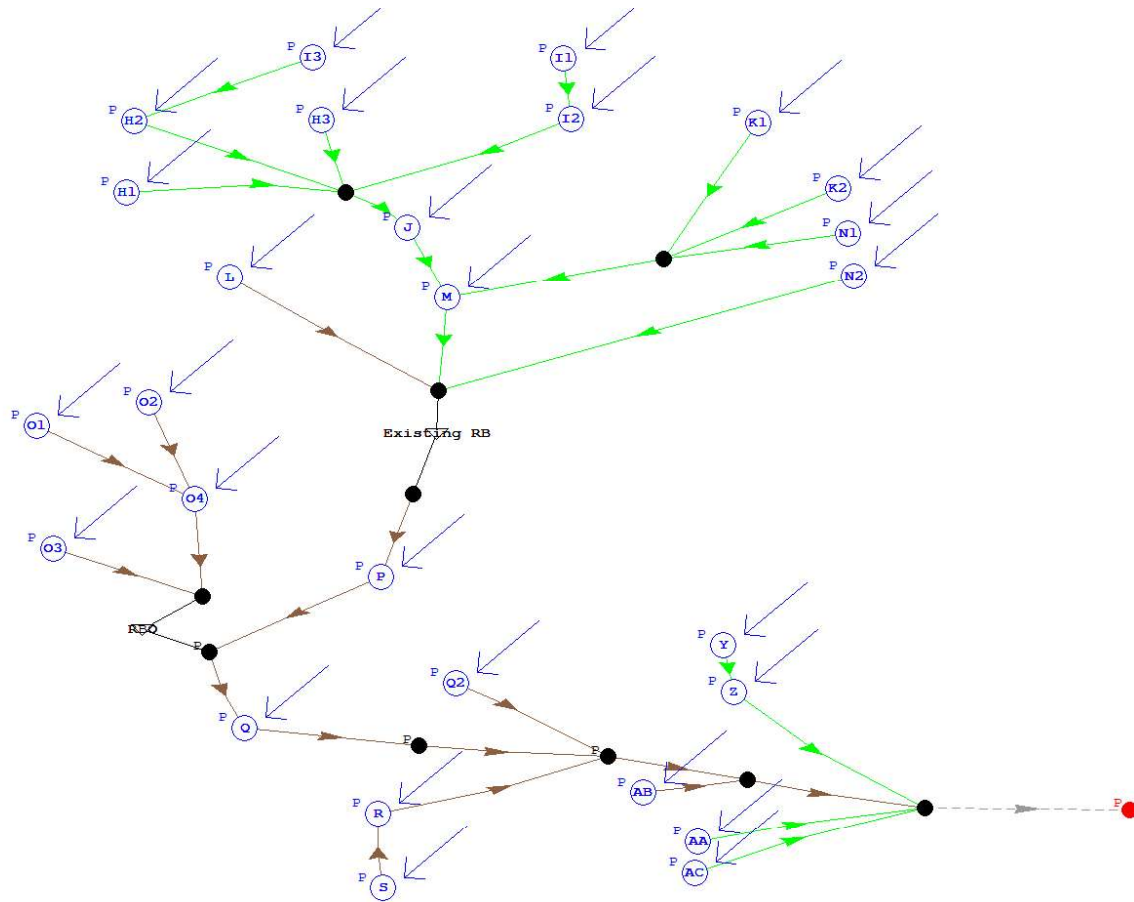 P I3
P I1
P H2
P H3
P I2
P K1
P H1
P K2
P J
P N1
P L
P M
P N2
P O2
P O1
Existing RB
P O4
P O3
P P
RBO
P
P Y
P Q2
P Z
P Q
P
P
P AB
P R
P AA
P
P AC
P S